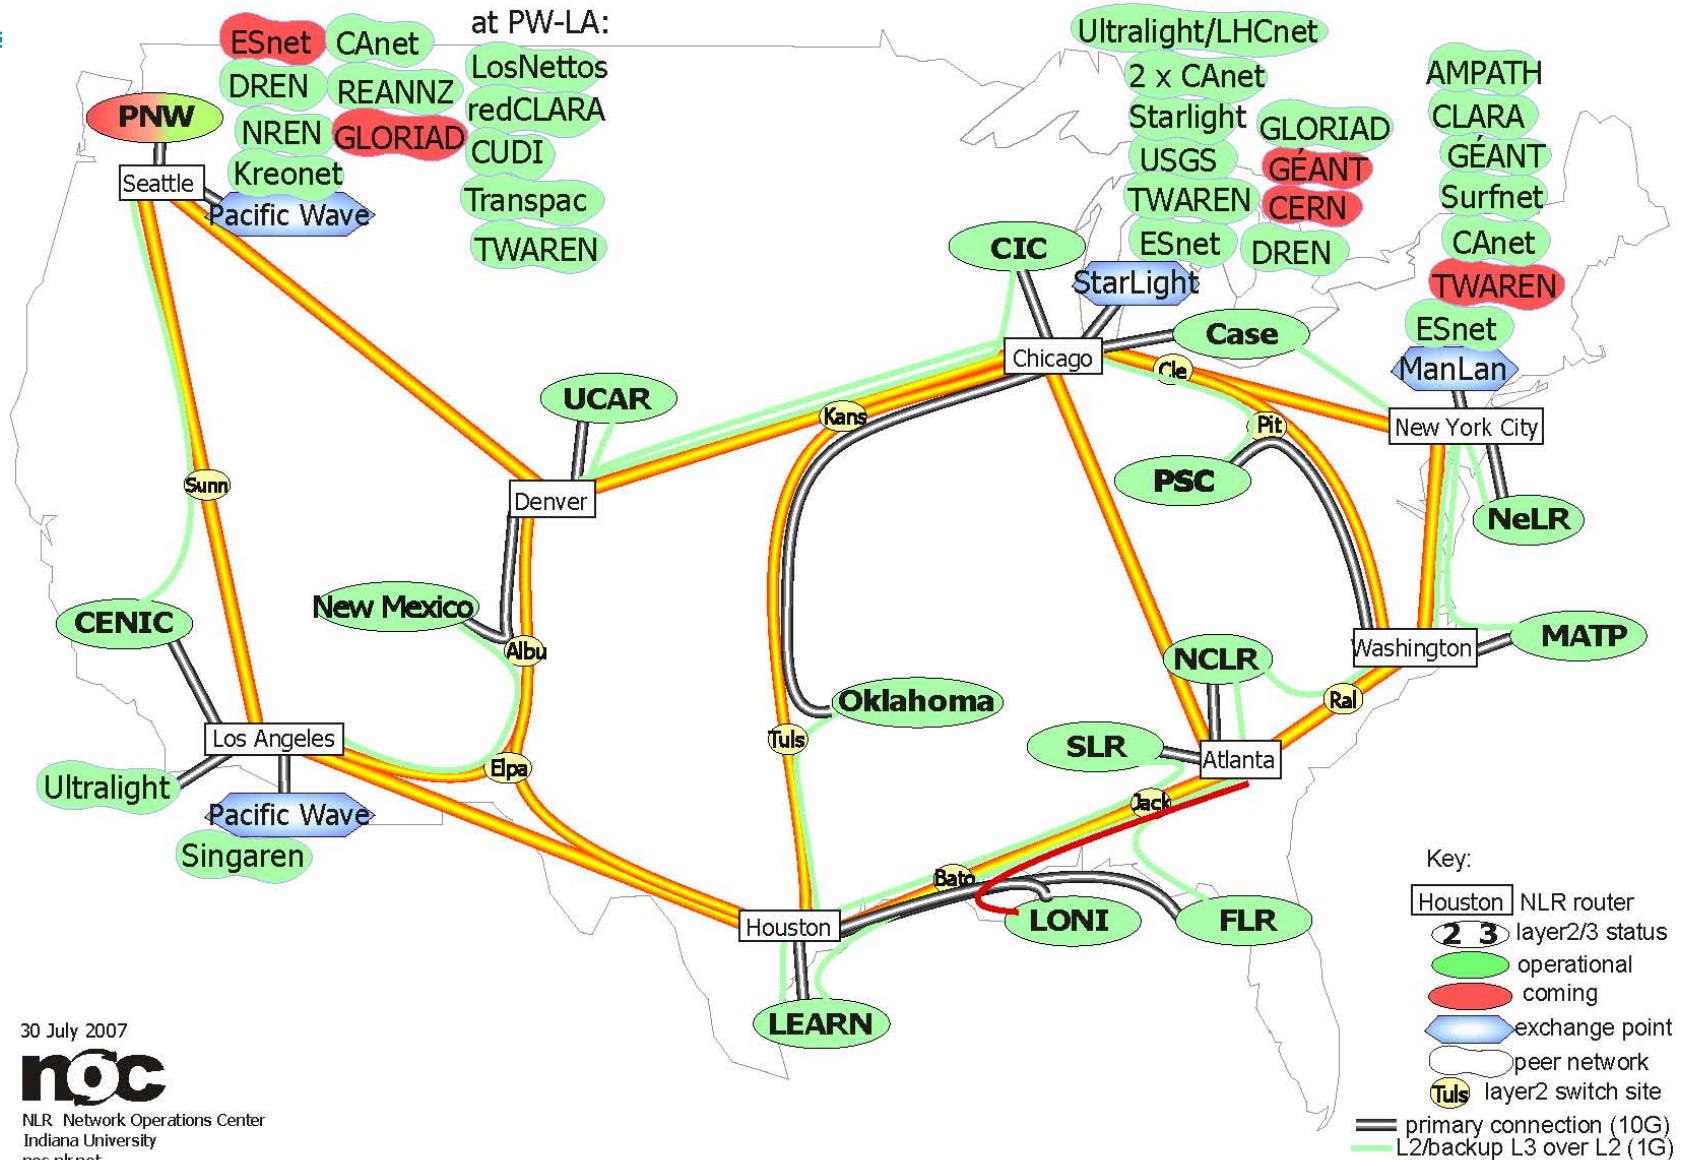 at PW-LA:
ESnet
CAnet
DREN
REANNZ
NREN
GLORIAD
Kreonet
Pacific Wave
LosNettos
redCLARA
CUDI
Transpac
TWAREN
PNW
Seattle
Ultralight/LHCnet
2 x CAnet
Starlight
GLORIAD
USGS
GÉANT
TWAREN
CERN
ESnet
DREN
StarLight
AMPATH
CLARA
GÉANT
Surfnet
CAnet
TWAREN
ESnet
ManLan
CIC
Case
Chicago
Cle
New York City
UCAR
Kans
Pit
PSC
Sunn
Denver
NeLR
New Mexico
CENIC
Albu
MATP
Washington
NCLR
Oklahoma
Ral
Los Angeles
Tuls
SLR
Atlanta
Elpa
Ultralight
Pacific Wave
Jack
Singaren
Bato
Houston
LONI
FLR
LEARN
Key:
Houston NLR router
2 3 layer2/3 status
operational
coming
exchange point
peer network
Tuls layer2 switch site
primary connection (10G)
L2/backup L3 over L2 (1G)
30 July 2007
noc
NLR Network Operations Center
Indiana University